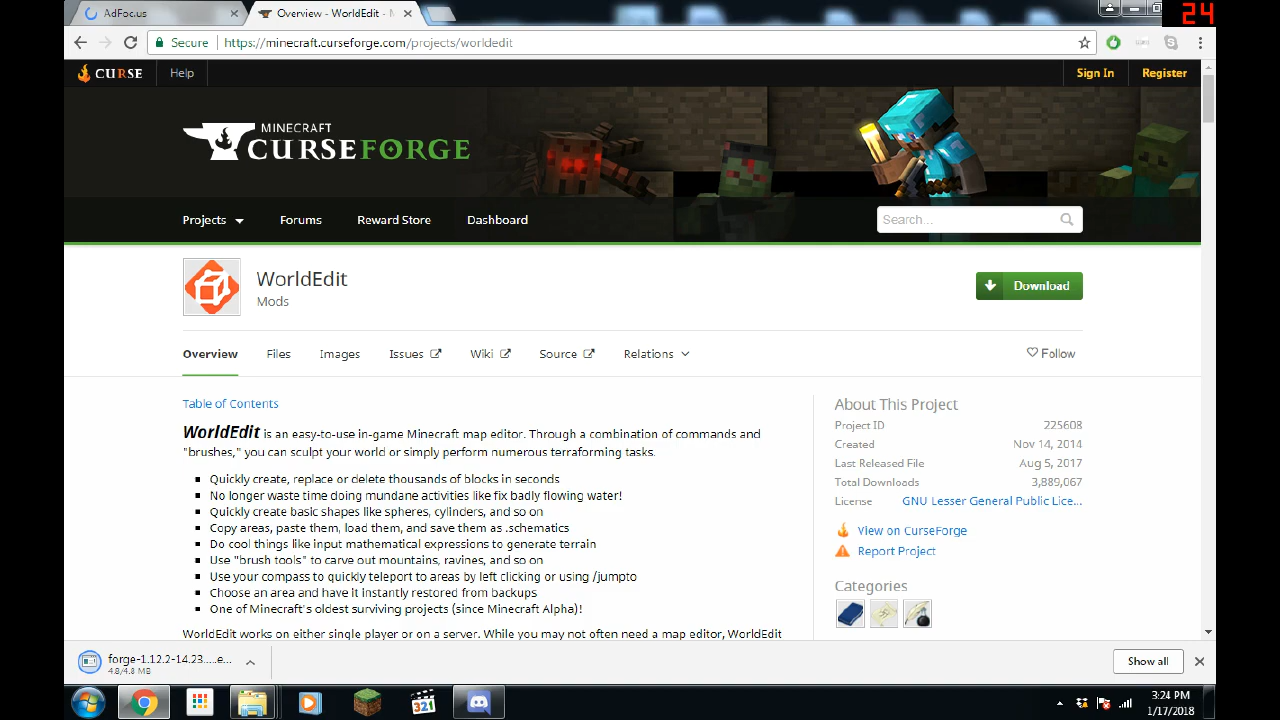 AdFoc.us
Overview - WorldEdit - M
24
Secure
https://minecraft.curseforge.com/projects/worldedit
CURSE
Help
Sign In
Register
MINECRAFT
CURSEFORGE
Projects
Forums
Reward Store
Dashboard
Search...
WorldEdit
Mods
Download
Overview
Files
Images
Issues
Wiki
Source
Relations
Follow
Table of Contents
WorldEdit is an easy-to-use in-game Minecraft map editor. Through a combination of commands and
"brushes," you can sculpt your world or simply perform numerous terraforming tasks.
Quickly create, replace or delete thousands of blocks in seconds
No longer waste time doing mundane activities like fix badly flowing water!
Quickly create basic shapes like spheres, cylinders, and so on
Copy areas, paste them, load them, and save them as .schematics
Do cool things like input mathematical expressions to generate terrain
Use "brush tools" to carve out mountains, ravines, and so on
Use your compass to quickly teleport to areas by left clicking or using /jumpto
Choose an area and have it instantly restored from backups
One of Minecraft's oldest surviving projects (since Minecraft Alpha)!
WorldEdit works on either single player or on a server. While you may not often need a map editor, WorldEdit
About This Project
Project ID 225608
Created Nov 14, 2014
Last Released File Aug 5, 2017
Total Downloads 3,889,067
License GNU Lesser General Public Lice...
View on CurseForge
Report Project
Categories
forge-1.12.2-14.23....e...
4.8/4.8 MB
Show all
321
3:24 PM
1/17/2018